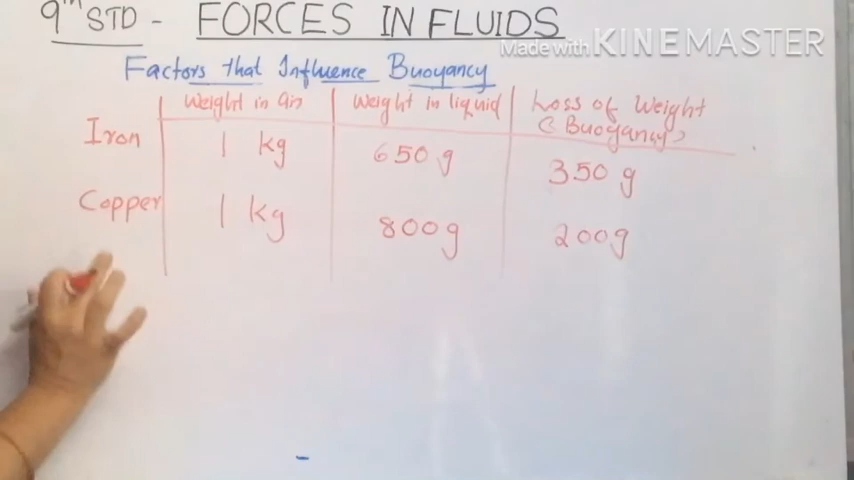 9th STD - FORCES IN FLUIDS
Made with KINEMASTER
Factors that Influence Buoyancy
Weight in air Weight in liquid Loss of Weight
(Buoyancy)
Iron 1 kg 650 g 350 g
Copper 1 kg 800g 200g